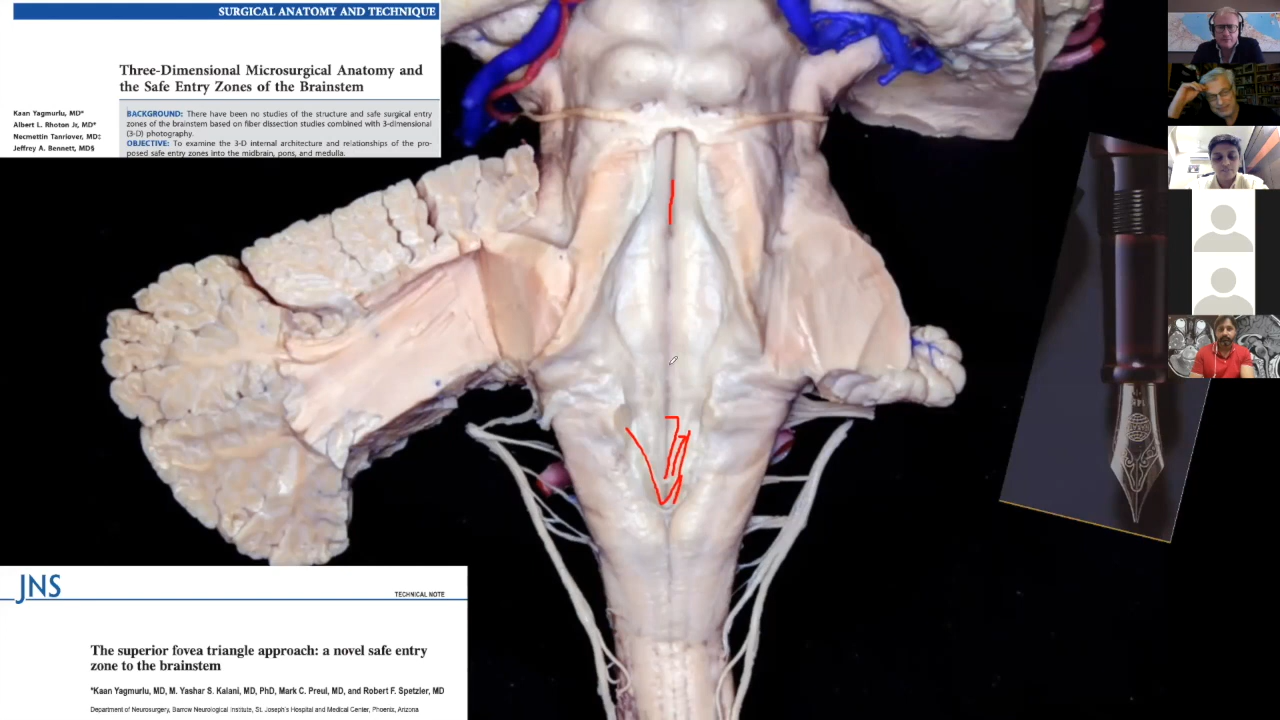 SURGICAL ANATOMY AND TECHNIQUE
Three-Dimensional Microsurgical Anatomy and
the Safe Entry Zones of the Brainstem
Kaan Yagmurlu, MD*
Albert L. Rhoton Jr, MD*
Necmettin Tanriover, MD‡
Jeffrey A. Bennett, MD§
BACKGROUND: There have been no studies of the structure and safe surgical entry
zones of the brainstem based on fiber dissection studies combined with 3-dimensional
(3-D) photography.
OBJECTIVE: To examine the 3-D internal architecture and relationships of the pro-
posed safe entry zones into the midbrain, pons, and medulla.
JNS
TECHNICAL NOTE
The superior fovea triangle approach: a novel safe entry
zone to the brainstem
*Kaan Yagmurlu, MD, M. Yashar S. Kalani, MD, PhD, Mark C. Preul, MD, and Robert F. Spetzler, MD
Department of Neurosurgery, Barrow Neurological Institute, St. Joseph's Hospital and Medical Center, Phoenix, Arizona